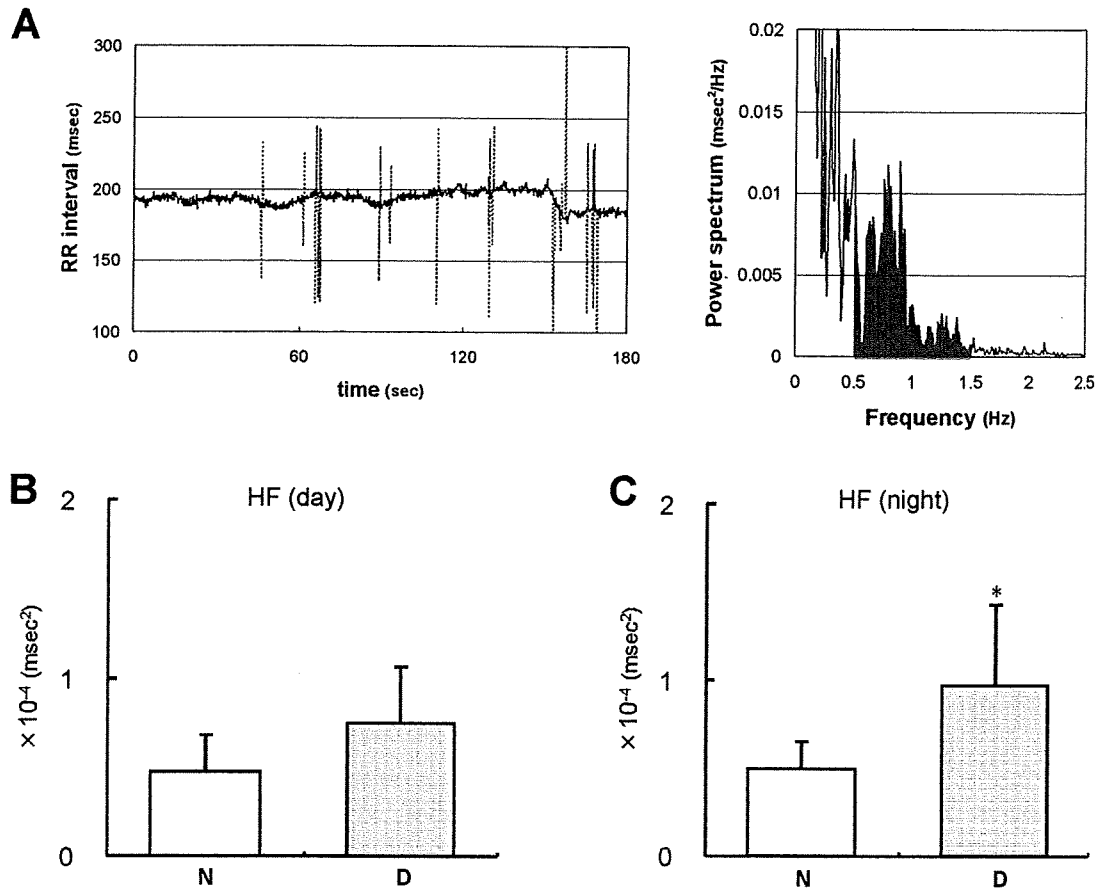 A
RR interval (msec)
300
250
200
150
100
0
60
120
180
time (sec)
Power spectrum (msec²/Hz)
0.02
0.015
0.01
0.005
0
0
0.5
1
1.5
2
2.5
Frequency (Hz)
B
HF (day)
× 10⁻⁴ (msec²)
2
1
0
N
D
C
HF (night)
× 10⁻⁴ (msec²)
2
1
0
*
N
D